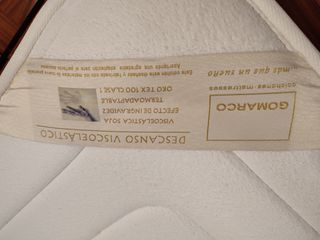 DESCANSO VISCOELÁSTICO
EFECTO DE INGRAVIDEZ
VISCOELÁSTICA SOJA
TERMOADAPTABLE
OKO TEX 100 CLASE 1
GOMARCO
colchones·mattresses
...más que un sueño